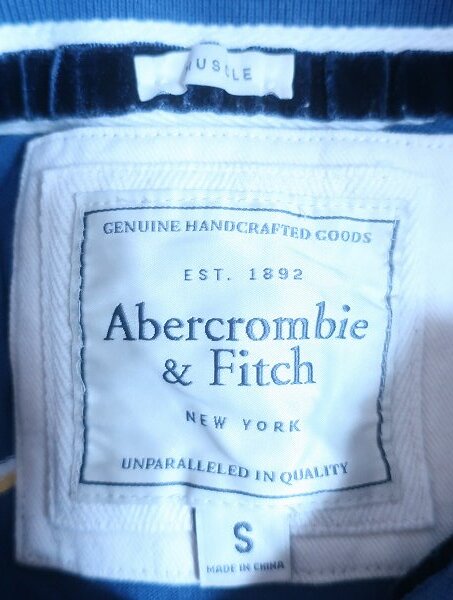 MUSCLE
GENUINE HANDCRAFTED GOODS
EST. 1892
Abercrombie
& Fitch
NEW YORK
UNPARALLELED IN QUALITY
S
MADE IN CHINA